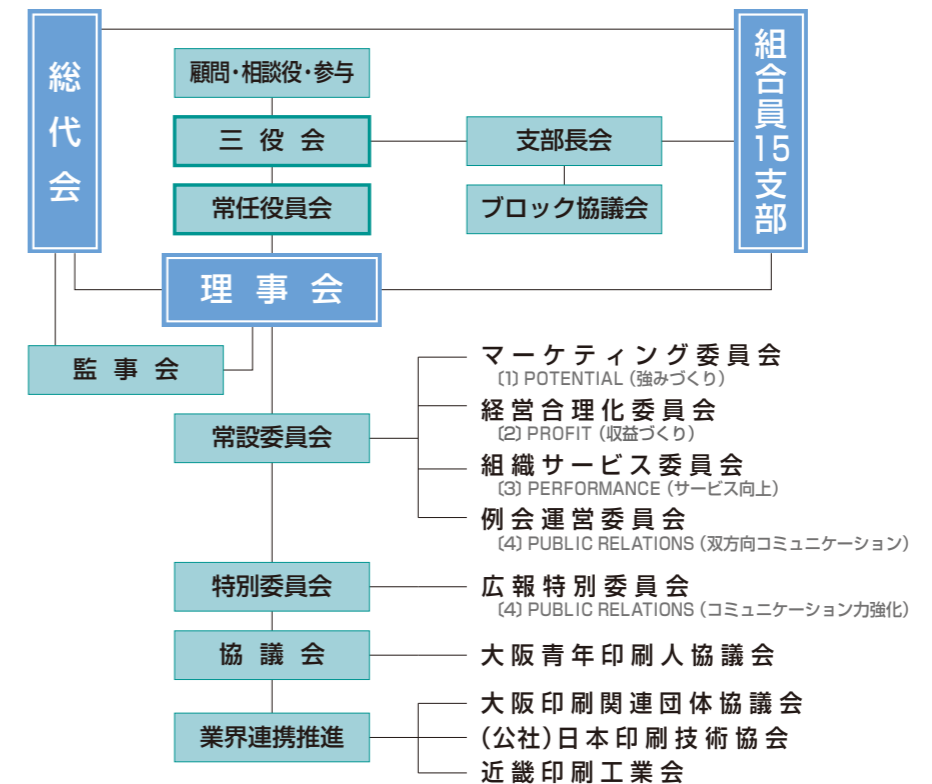 総代会
組合員15支部
顧問・相談役・参与
三役会
支部長会
常任役員会
ブロック協議会
理事会
監事会
常設委員会
マーケティング委員会
〔1〕POTENTIAL（強みづくり）
経営合理化委員会
〔2〕PROFIT（収益づくり）
組織サービス委員会
〔3〕PERFORMANCE（サービス向上）
例会運営委員会
〔4〕PUBLIC RELATIONS（双方向コミュニケーション）
特別委員会
広報特別委員会
〔4〕PUBLIC RELATIONS（コミュニケーション力強化）
協議会
大阪青年印刷人協議会
業界連携推進
大阪印刷関連団体協議会
(公社)日本印刷技術協会
近畿印刷工業会